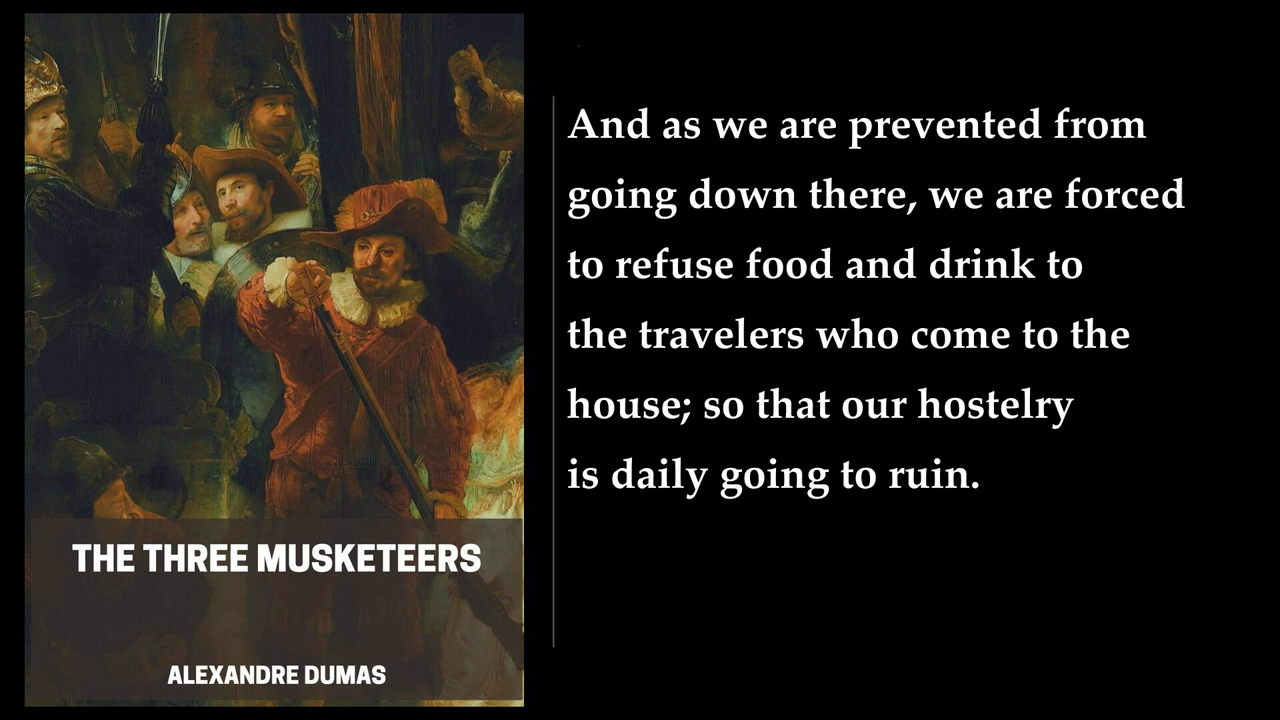 THE THREE MUSKETEERS
ALEXANDRE DUMAS
And as we are prevented from
going down there, we are forced
to refuse food and drink to
the travelers who come to the
house; so that our hostelry
is daily going to ruin.